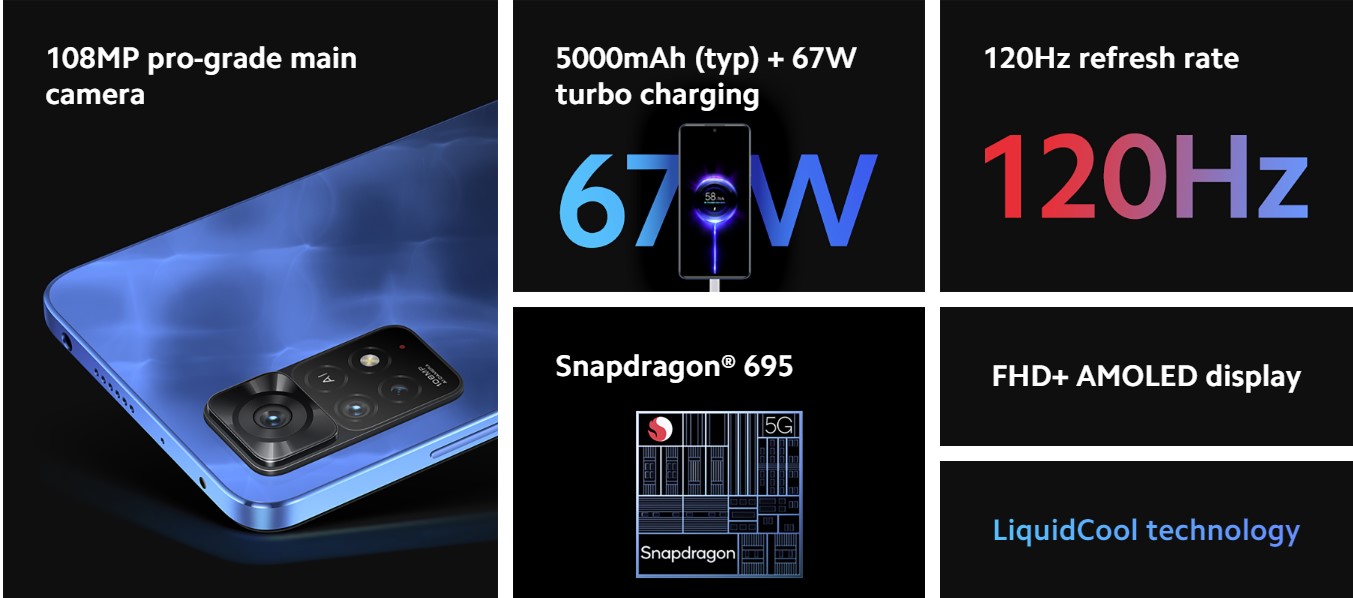 108MP pro-grade main
camera
AI
108MP
5000mAh (typ) + 67W
turbo charging
67W
58
120Hz refresh rate
120Hz
Snapdragon® 695
5G
Snapdragon
FHD+ AMOLED display
LiquidCool technology